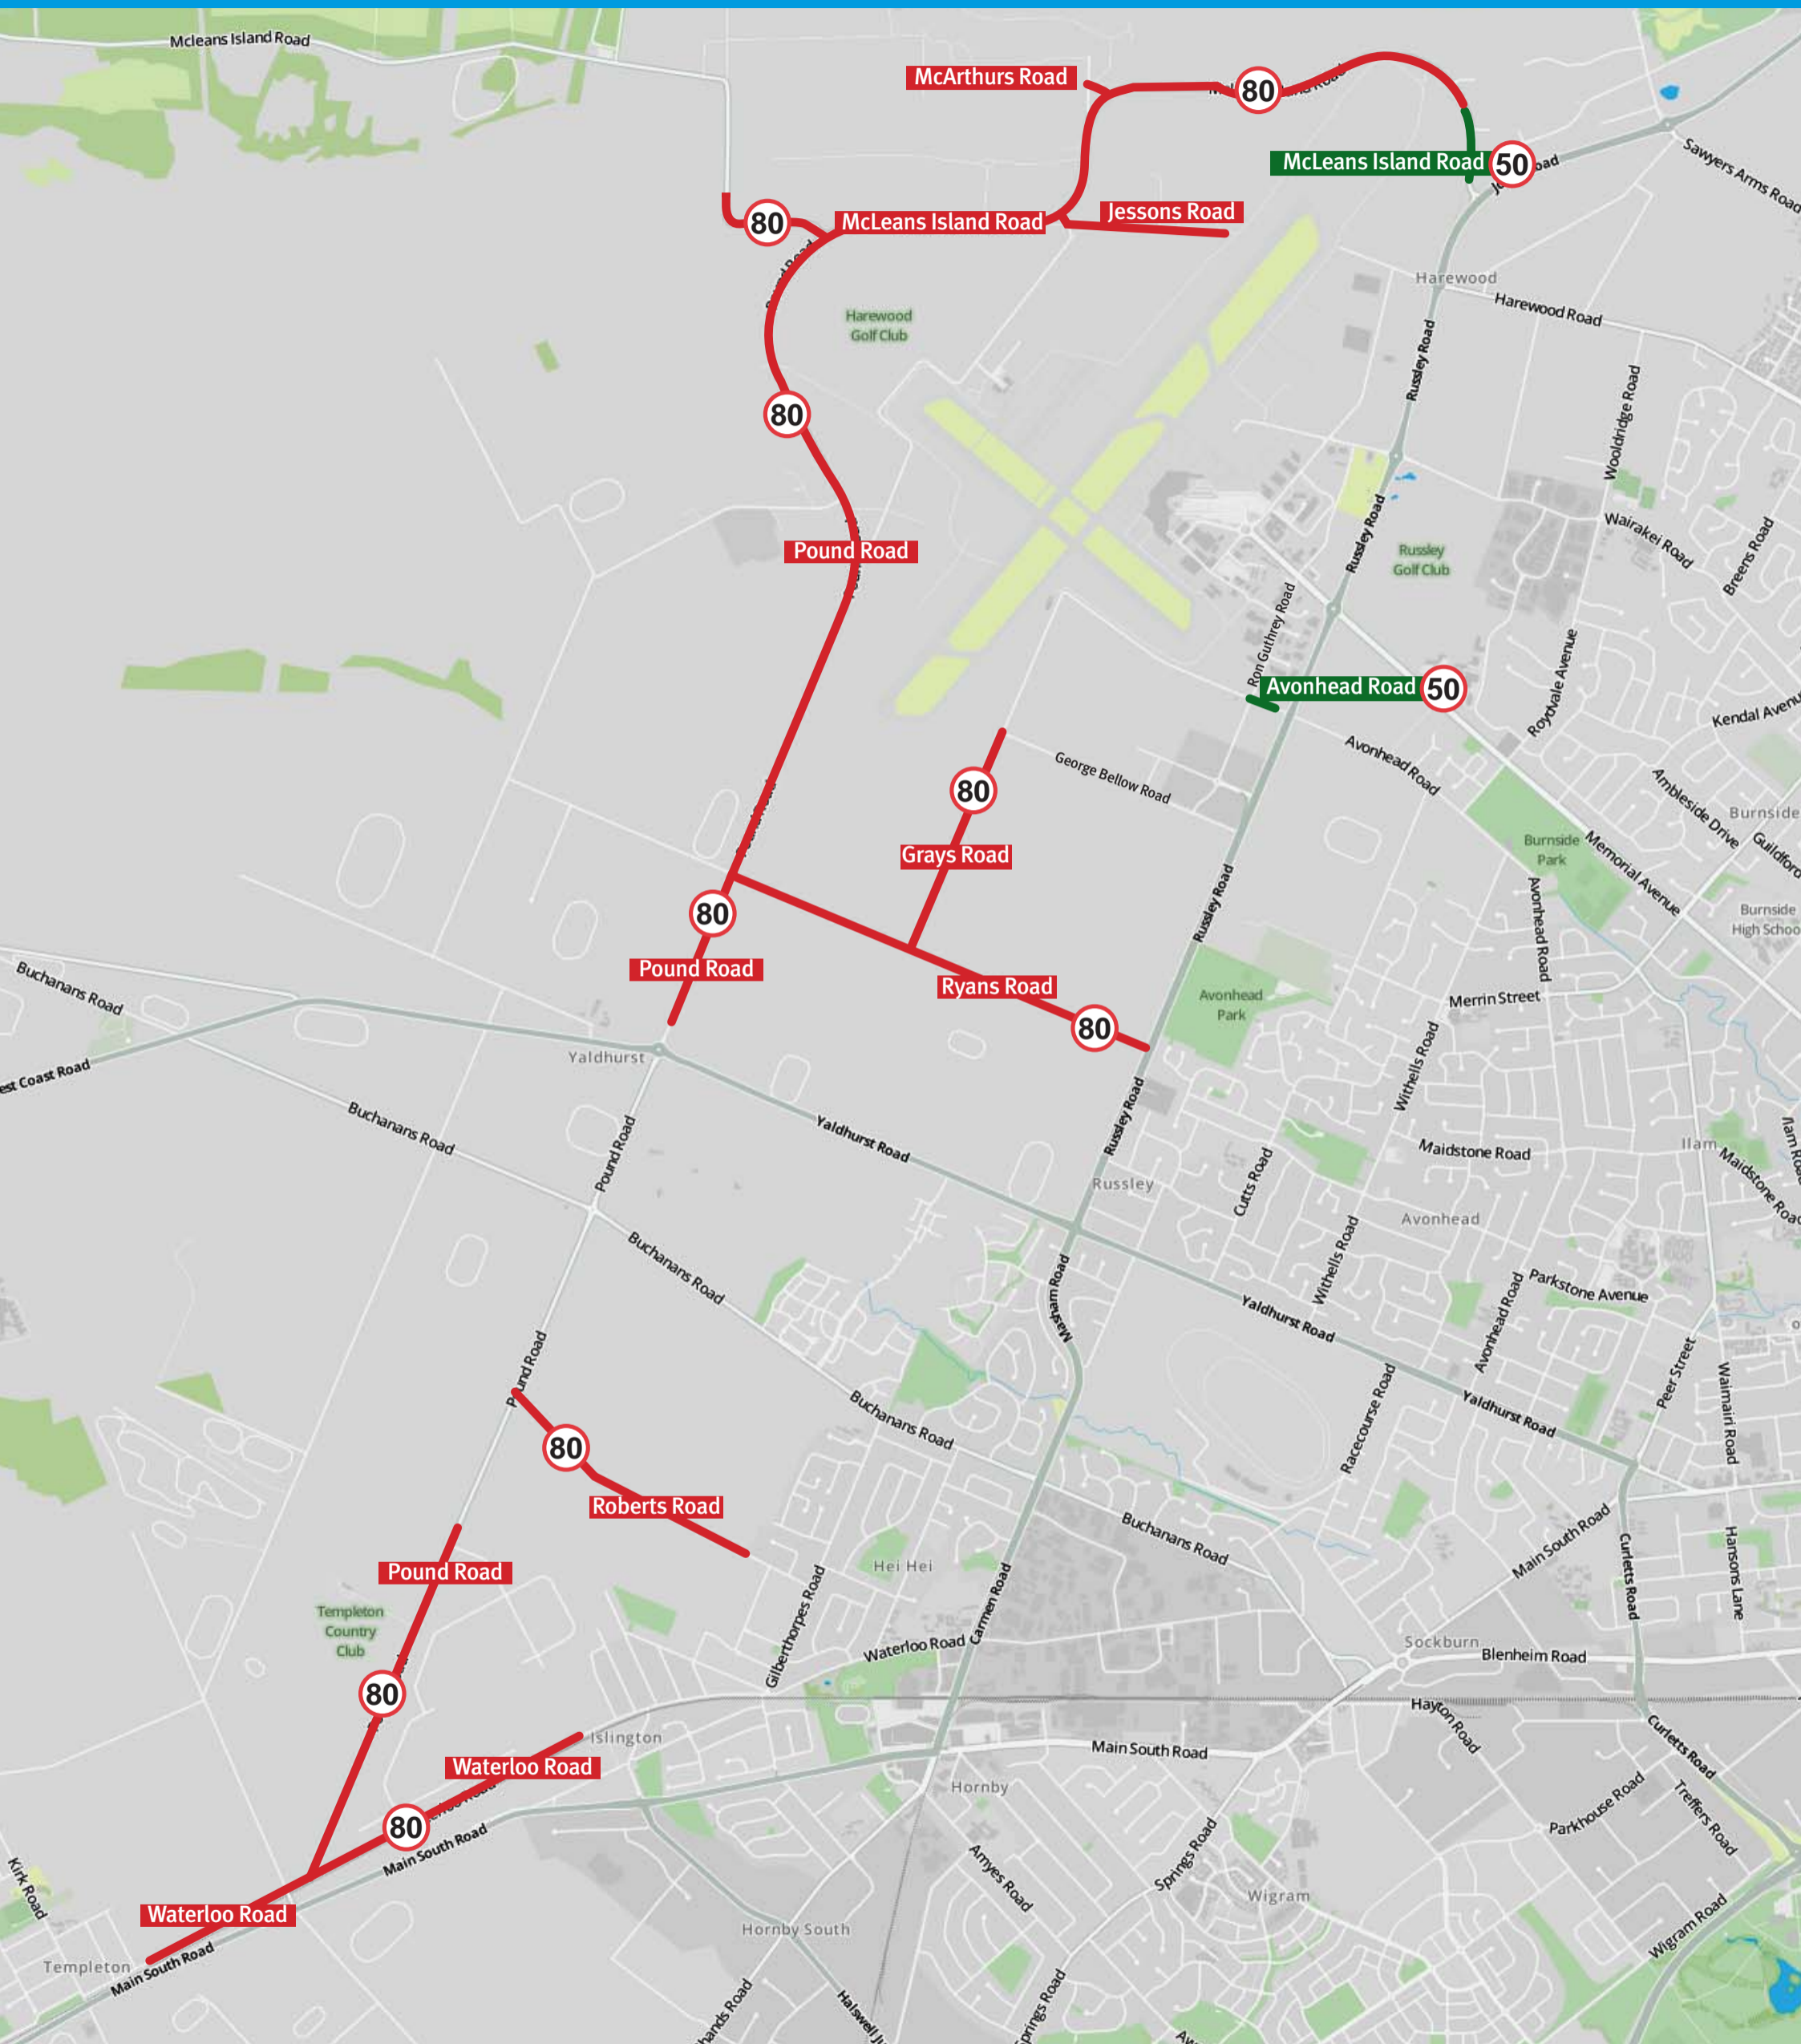 Mcleans Island Road
McArthurs Road
80
McLeans Island Road
50
Sawyers Arms Road
80
McLeans Island Road
Jessons Road
Harewood
Harewood Road
Harewood
Golf Club
Russley Road
80
Wooldridge Road
Pound Road
Russley Road
Russley
Golf Club
Wairakei Road
Breens Road
Ron Guthrey Road
Avonhead Road
50
Roydvale Avenue
Avonhead Road
George Bellow Road
80
Grays Road
Ambleside Drive
Burnside
Burnside
Park
Memorial Avenue
Russley Road
Avonhead Road
Burnside
80
Pound Road
Ryans Road
80
Avonhead
Park
Merrin Street
Buchanans Road
Yaldhurst
Withells Road
Buchanans Road
Pound Road
Yaldhurst Road
Russley Road
Russley
Cutts Road
Maidstone Road
Ilam
Avonhead
Buchanans Road
Masham Road
Withells Road
Yaldhurst Road
Avonhead Road
Parkstone Avenue
Peer Street
Waimairi Road
Pound Road
80
Roberts Road
Buchanans Road
Racecourse Road
Yaldhurst Road
Pound Road
Hei Hei
Buchanans Road
Main South Road
Curletts Road
Hansons Lane
Templeton
Country
Club
Gilberthorpes Road
Waterloo Road
Carmen Road
Sockburn
Blenheim Road
80
Islington
Waterloo Road
80
Main South Road
Main South Road
Hayton Road
Curletts Road
Hornby
Parkhouse Road
Treffers Road
Kirk Road
Waterloo Road
Amyes Road
Springs Road
Wigram
Wigram Road
Templeton
Main South Road
Hornby South